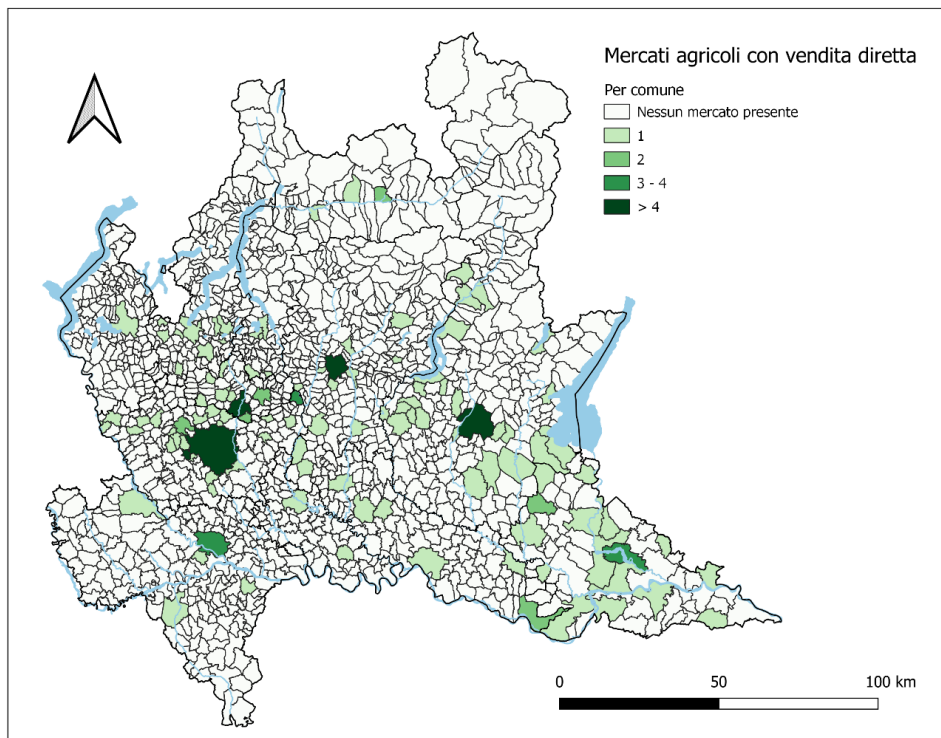 Mercati agricoli con vendita diretta
Per comune
Nessun mercato presente
1
2
3 - 4
> 4
0 50 100 km